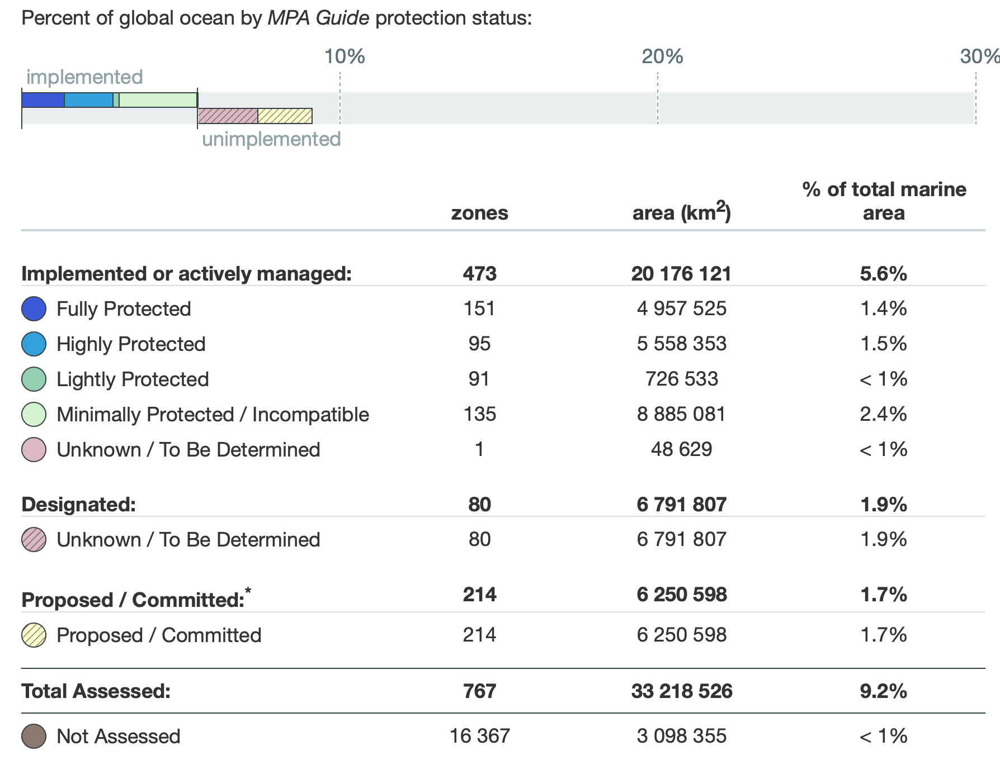 Percent of global ocean by MPA Guide protection status:
10% 20% 30%
implemented
unimplemented
% of total marine
zones area (km²) area
Implemented or actively managed: 473 20 176 121 5.6%
Fully Protected 151 4 957 525 1.4%
Highly Protected 95 5 558 353 1.5%
Lightly Protected 91 726 533 < 1%
Minimally Protected / Incompatible 135 8 885 081 2.4%
Unknown / To Be Determined 1 48 629 < 1%
Designated: 80 6 791 807 1.9%
Unknown / To Be Determined 80 6 791 807 1.9%
Proposed / Committed:* 214 6 250 598 1.7%
Proposed / Committed 214 6 250 598 1.7%
Total Assessed: 767 33 218 526 9.2%
Not Assessed 16 367 3 098 355 < 1%